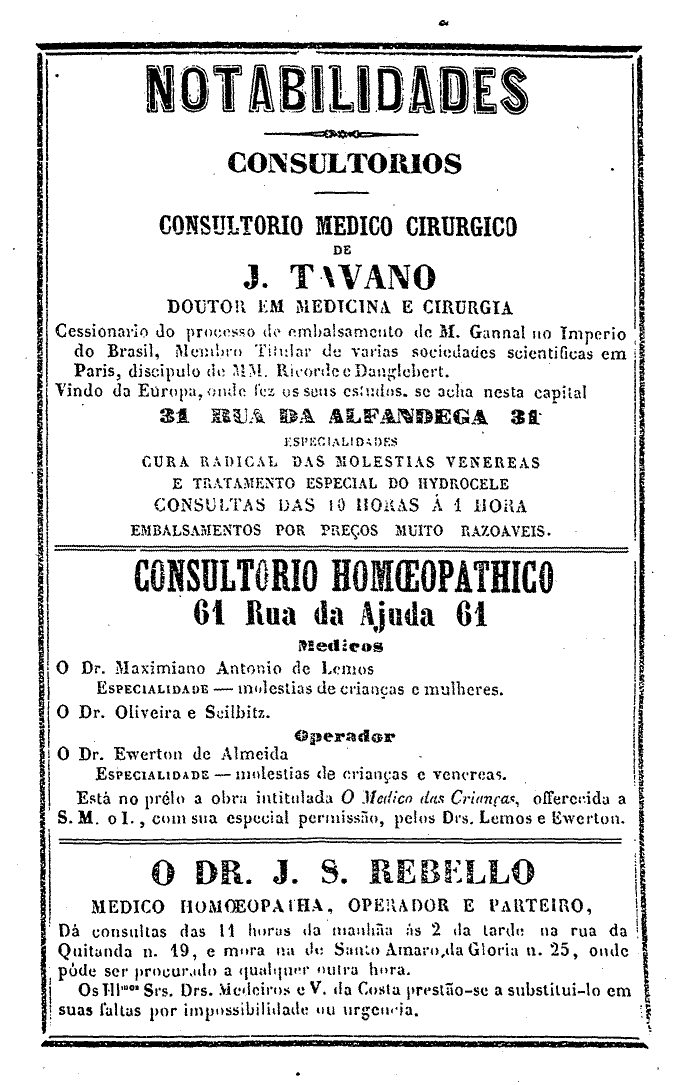 NOTABILIDADES
CONSULTORIOS
CONSULTORIO MEDICO CIRURGICO
DE
J. TAVANO
DOUTOR EM MEDICINA E CIRURGIA
Cessionario do processo de embalsamento de M. Gannal no Imperio
do Brasil, Membro Titular de varias sociedades scientificas em
Paris, discipulo de MM. Ricorde e Danglebert.
Vindo da Europa, onde fez os seus estudos, se acha nesta capital
31 RUA DA ALFANDEGA 31
ESPECIALIDADES
CURA RADICAL DAS MOLESTIAS VENEREAS
E TRATAMENTO ESPECIAL DO HYDROCELE
CONSULTAS DAS 10 HORAS Á 1 HORA
EMBALSAMENTOS POR PREÇOS MUITO RAZOAVEIS.
CONSULTORIO HOMŒOPATHICO
61 Rua da Ajuda 61
Medicos
O Dr. Maximiano Antonio de Lemos
ESPECIALIDADE — molestias de crianças e mulheres.
O Dr. Oliveira e Seilbitz.
Operador
O Dr. Ewerton de Almeida
ESPECIALIDADE — molestias de crianças e venereas.
Está no prélo a obra intitulada O Medico das Crianças, offerecida a
S. M. o I., com sua especial permissão, pelos Drs. Lemos e Ewerton.
O DR. J. S. REBELLO
MEDICO HOMŒOPATHA, OPERADOR E PARTEIRO,
Dá consultas das 11 horas da manhãa ás 2 da tarde na rua da
Quitanda n. 19, e mora na de Santo Amaro, da Gloria n. 25, onde
póde ser procurado a qualquer outra hora.
Os Illmos Srs. Drs. Medeiros e V. da Costa prestão-se a substitui-lo em
suas faltas por impossibilidade ou urgencia.